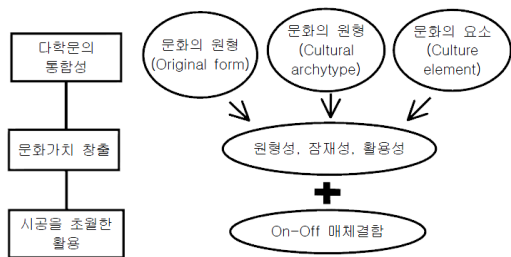 다학문의
통합성
문화가치 창출
시공을 초월한
활용
문화의 원형
(Original form)
문화의 원형
(Cultural
archytype)
문화의 요소
(Culture
element)
원형성, 잠재성, 활용성
On-Off 매체결합